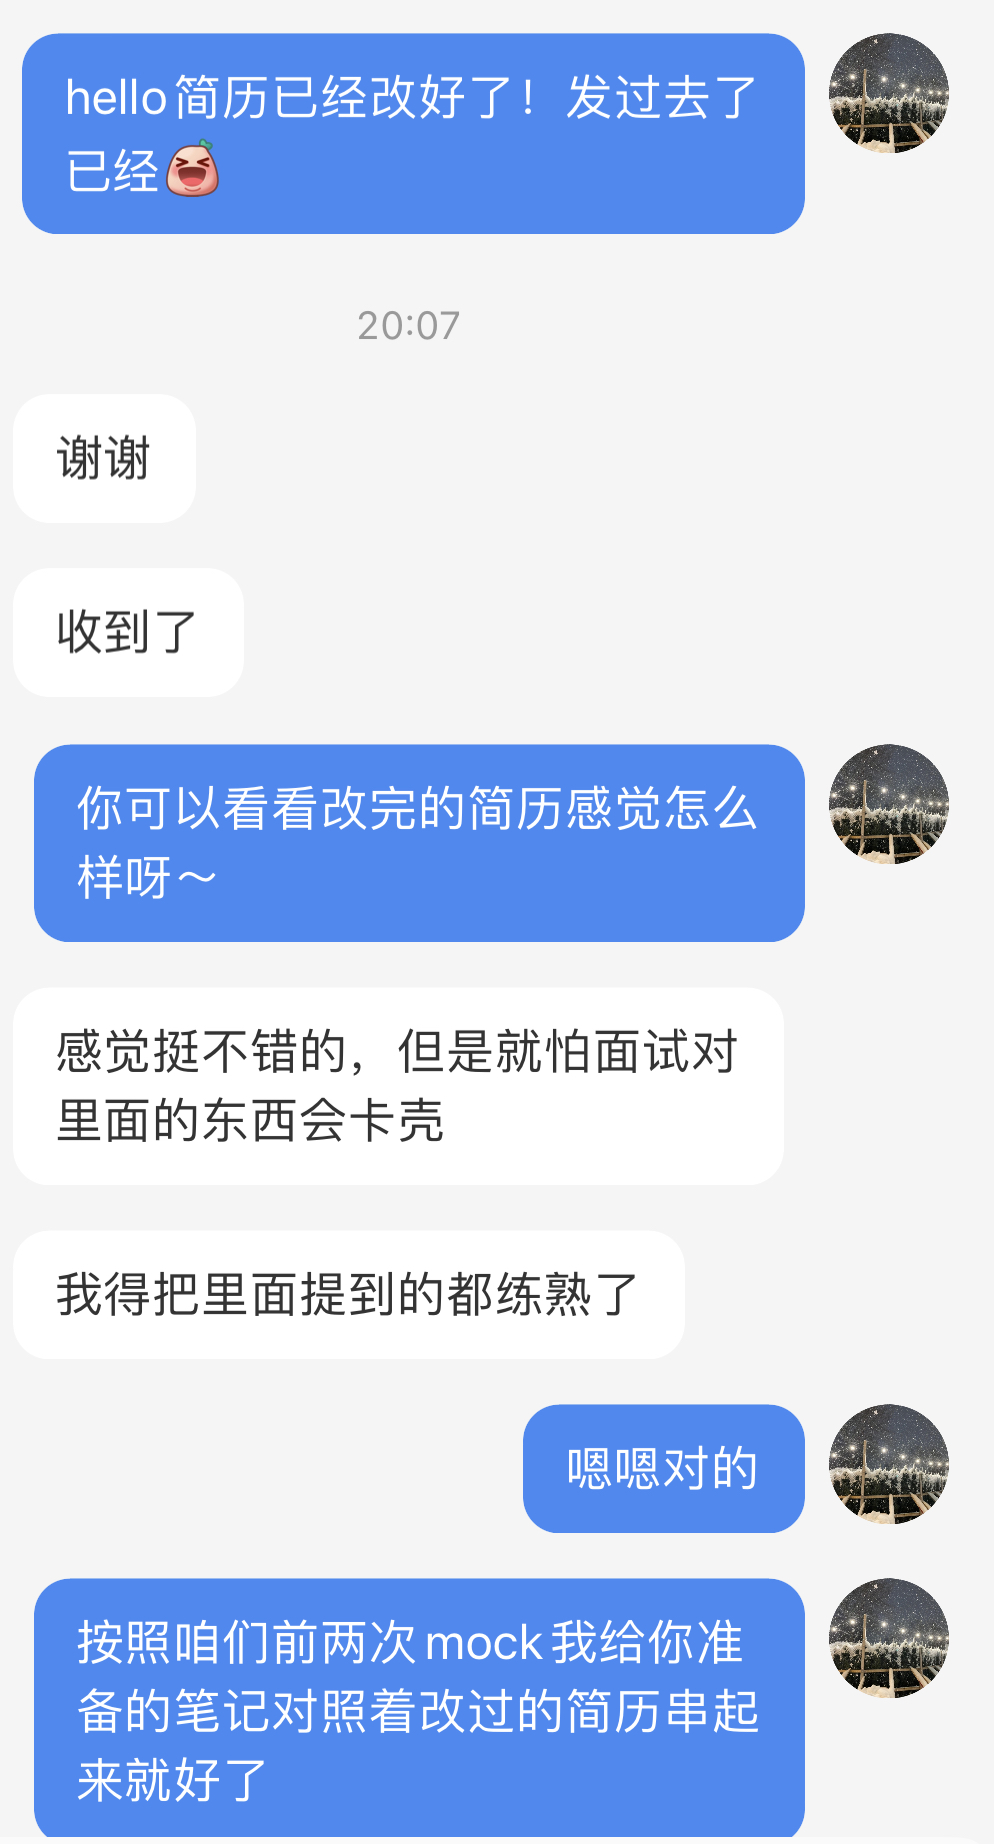 hello简历已经改好了！发过去了
已经
20:07
谢谢
收到了
你可以看看改完的简历感觉怎么
样呀～
感觉挺不错的，但是就怕面试对
里面的东西会卡壳
我得把里面提到的都练熟了
嗯嗯对的
按照咱们前两次mock我给你准
备的笔记对照着改过的简历串起
来就好了